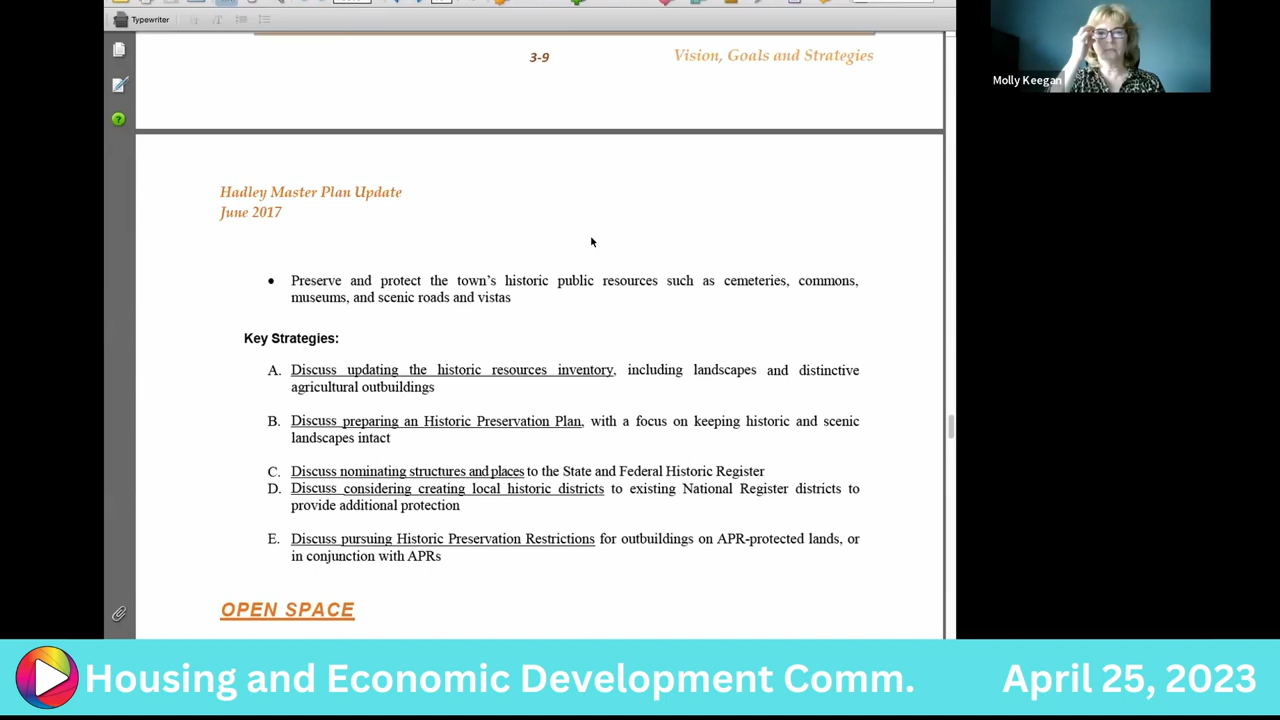 Typewriter
3-9
Vision, Goals and Strategies
Molly Keegan
Hadley Master Plan Update
June 2017
• Preserve and protect the town's historic public resources such as cemeteries, commons,
museums, and scenic roads and vistas
Key Strategies:
A. Discuss updating the historic resources inventory, including landscapes and distinctive
agricultural outbuildings
B. Discuss preparing an Historic Preservation Plan, with a focus on keeping historic and scenic
landscapes intact
C. Discuss nominating structures and places to the State and Federal Historic Register
D. Discuss considering creating local historic districts to existing National Register districts to
provide additional protection
E. Discuss pursuing Historic Preservation Restrictions for outbuildings on APR-protected lands, or
in conjunction with APRs
OPEN SPACE
Housing and Economic Development Comm.
April 25, 2023